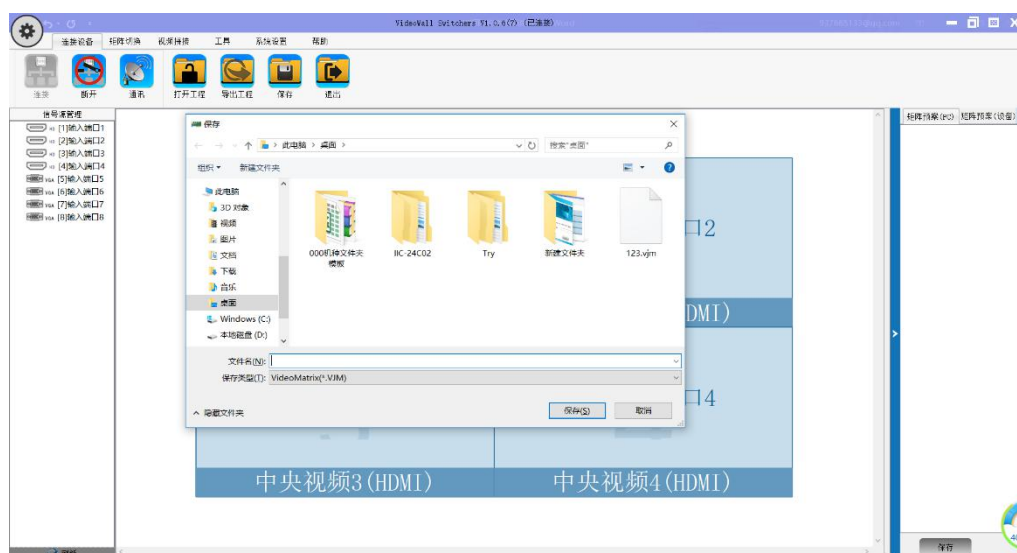 VideoWall Switchers V1.0.6(7) (已连接)
连接设备 矩阵切换 视频拼接 工具 系统设置 帮助
连接 断开 通讯 打开工程 导出工程 保存 退出
信号源管理
[1]输入端口1
[2]输入端口2
[3]输入端口3
[4]输入端口4
VGA [5]输入端口5
VGA [6]输入端口6
VGA [7]输入端口7
VGA [8]输入端口8
保存
此电脑 > 桌面 >
搜索"桌面"
组织 新建文件夹
此电脑
3D 对象
视频
图片
文档
下载
音乐
桌面
Windows (C:)
本地磁盘 (D:)
000机种文件夹模板
IIC-24C02
Try
新建文件夹
123.vjm
文件名(N):
保存类型(T): VideoMatrix(*.VJM)
隐藏文件夹
保存(S) 取消
口2
DMI)
口4
中央视频3(HDMI) 中央视频4(HDMI)
矩阵预案(PC) 矩阵预案(设备)
保存